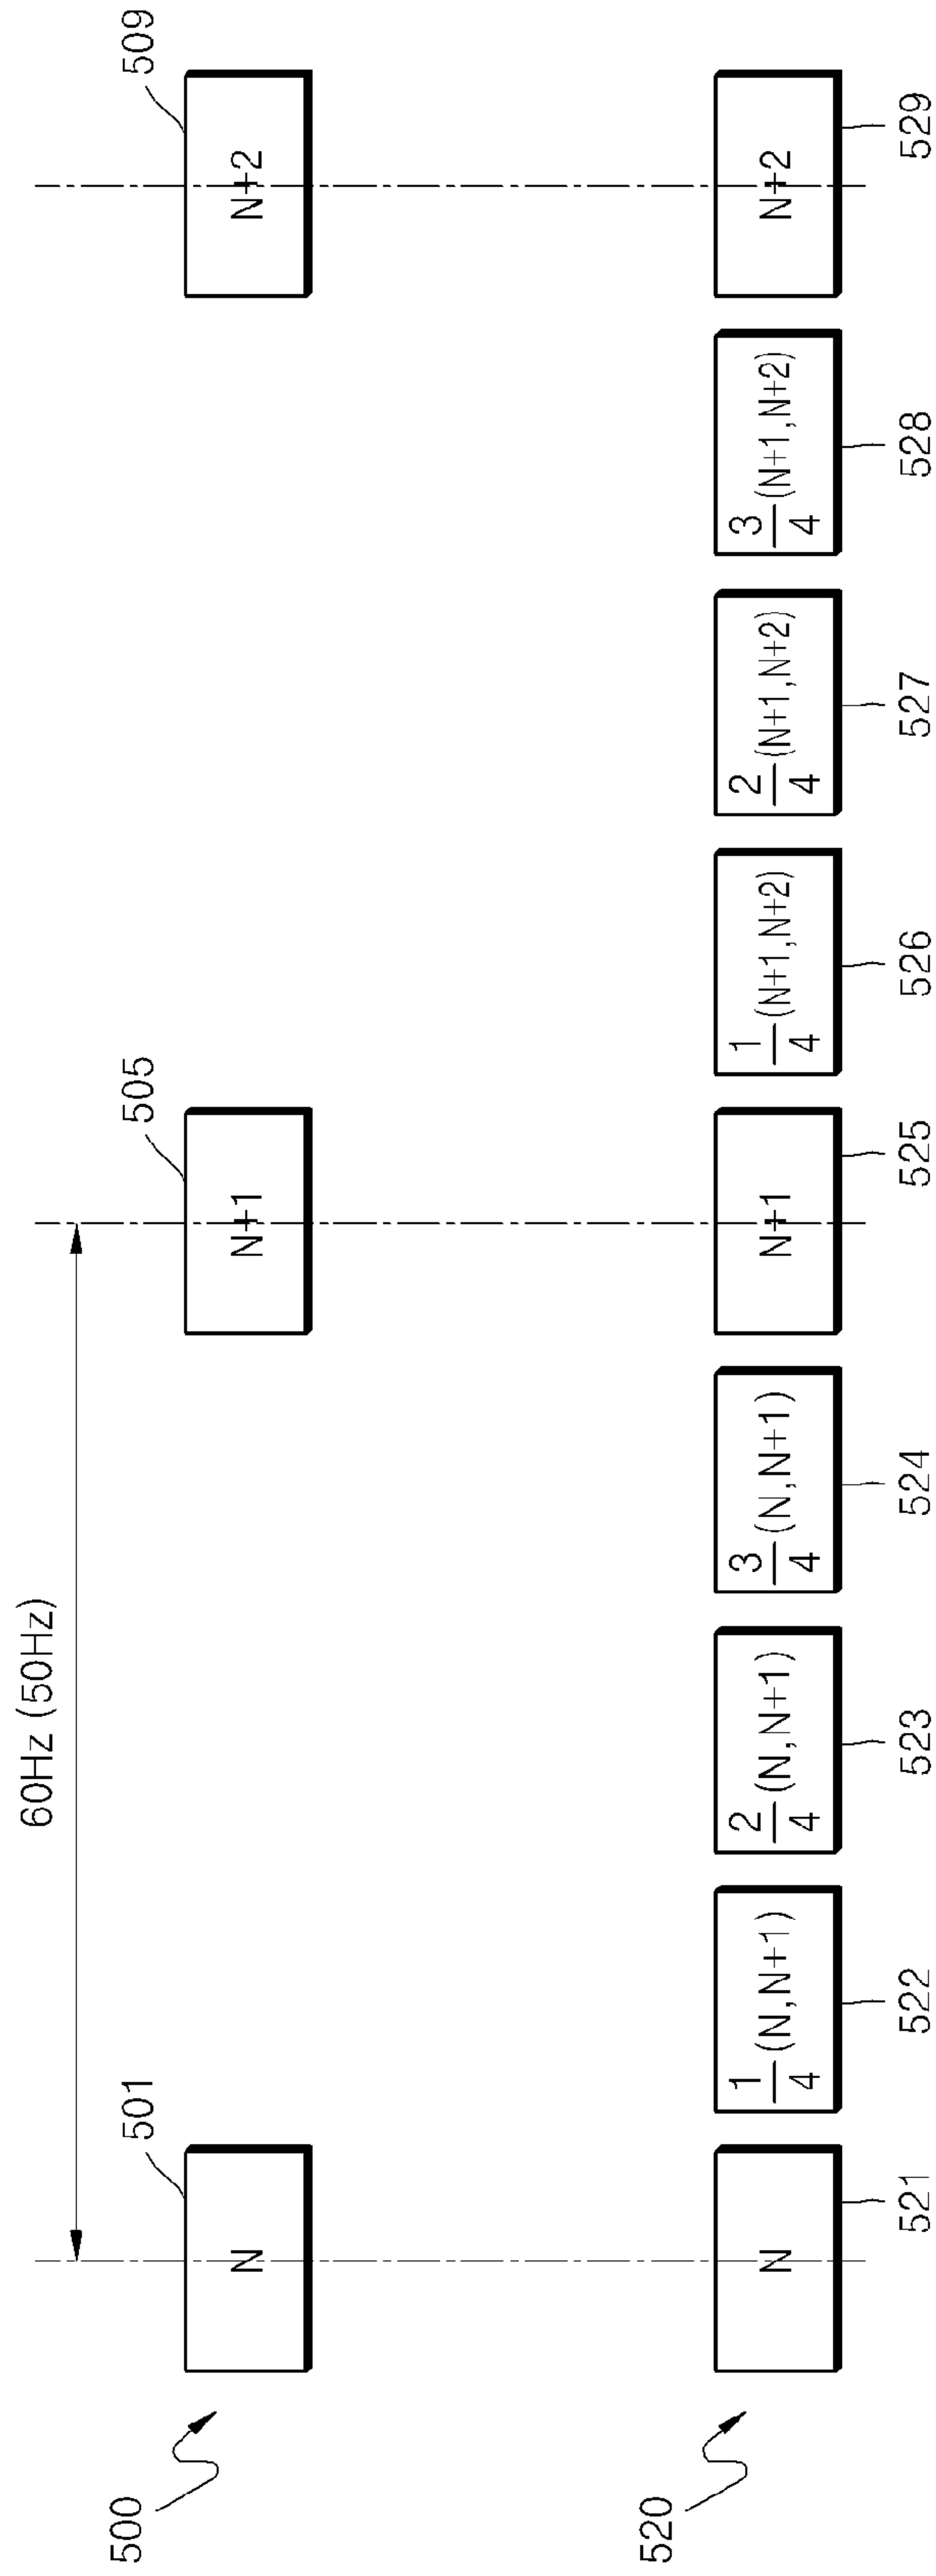 60Hz (50Hz)
500
501
505
509
N
N+1
N+2
520
N
1/4 (N,N+1)
2/4 (N,N+1)
3/4 (N,N+1)
N+1
1/4 (N+1,N+2)
2/4 (N+1,N+2)
3/4 (N+1,N+2)
N+2
521
522
523
524
525
526
527
528
529